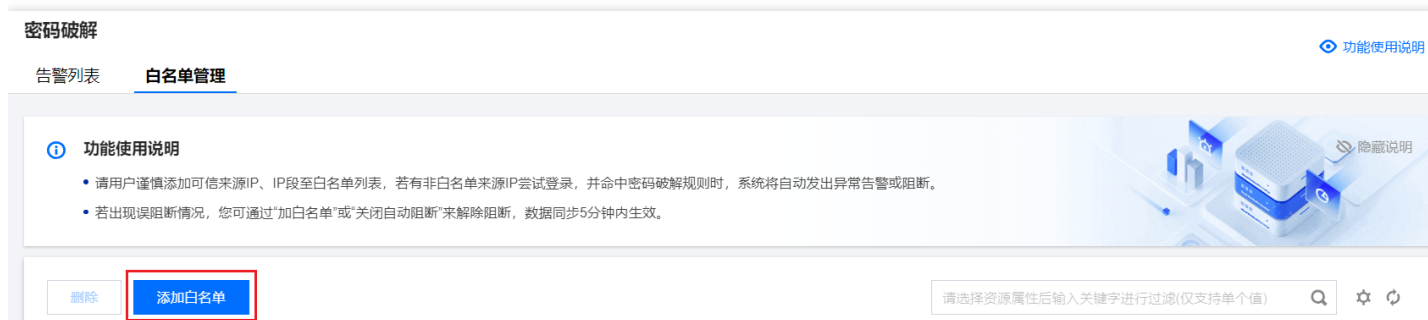 密码破解
功能使用说明
告警列表 白名单管理
功能使用说明
隐藏说明
• 请用户谨慎添加可信来源IP、IP段至白名单列表，若有非白名单来源IP尝试登录，并命中密码破解规则时，系统将自动发出异常告警或阻断。
• 若出现误阻断情况，您可通过“加白名单”或“关闭自动阻断”来解除阻断，数据同步5分钟内生效。
删除 添加白名单 请选择资源属性后输入关键字进行过滤(仅支持单个值)